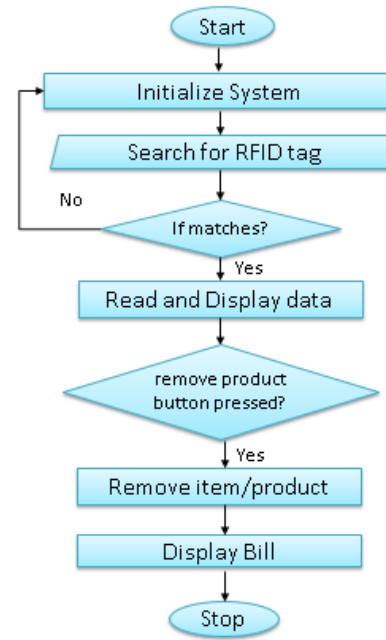 Start
Initialize System
Search for RFID tag
No
If matches?
Yes
Read and Display data
remove product
button pressed?
Yes
Remove item/product
Display Bill
Stop